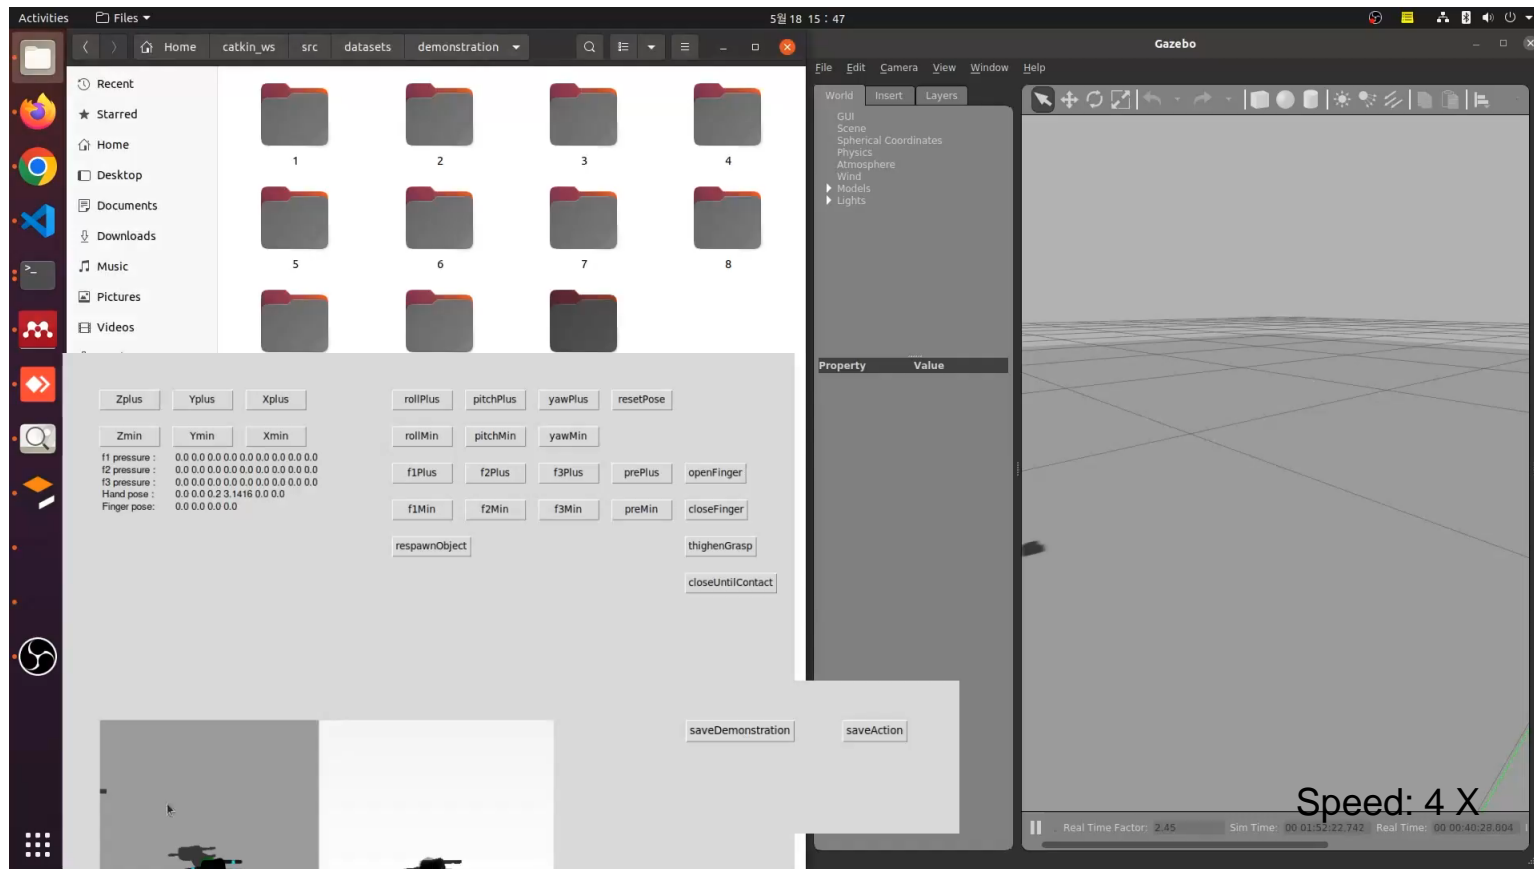 Activities Files 5월 18 15 : 47
Home catkin_ws src datasets demonstration
Gazebo
File Edit Camera View Window Help
Recent
Starred
Home
Desktop
Documents
Downloads
Music
Pictures
Videos
1 2 3 4
5 6 7 8
World Insert Layers
GUI
Scene
Spherical Coordinates
Physics
Atmosphere
Wind
Models
Lights
Property Value
Zplus Yplus Xplus rollPlus pitchPlus yawPlus resetPose
Zmin Ymin Xmin rollMin pitchMin yawMin
f1 pressure : 0.0 0.0 0.0 0.0 0.0 0.0 0.0 0.0 0.0 0.0 0.0 0.0
f2 pressure : 0.0 0.0 0.0 0.0 0.0 0.0 0.0 0.0 0.0 0.0 0.0 0.0
f3 pressure : 0.0 0.0 0.0 0.0 0.0 0.0 0.0 0.0 0.0 0.0 0.0 0.0
Hand pose : 0.0 0.0 0.2 3.1416 0.0 0.0
Finger pose: 0.0 0.0 0.0 0.0
f1Plus f2Plus f3Plus prePlus openFinger
f1Min f2Min f3Min preMin closeFinger
respawnObject thighenGrasp
closeUntilContact
saveDemonstration saveAction
Speed: 4 X
Real Time Factor: 2.45 Sim Time: 00 01:52:22.742 Real Time: 00 00:40:28.604